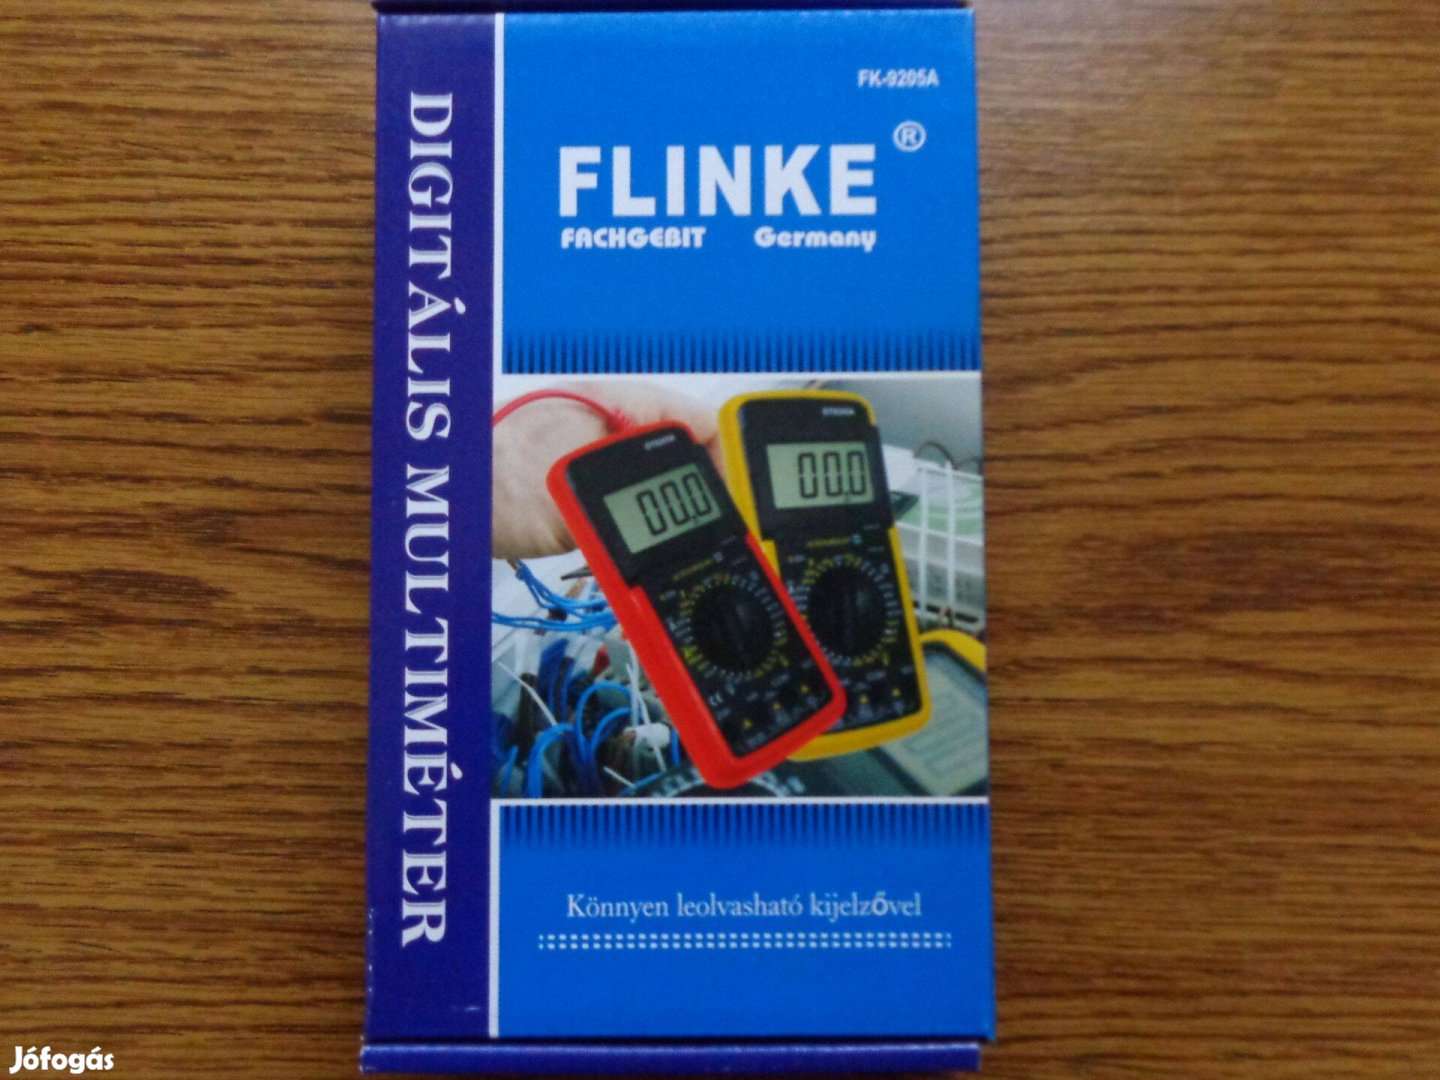 FK-9205A
FLINKE ®
FACHGEBIT Germany
DIGITÁLIS MULTIMÉTER
00.0
00.0
Könnyen leolvasható kijelzővel
Jófogás